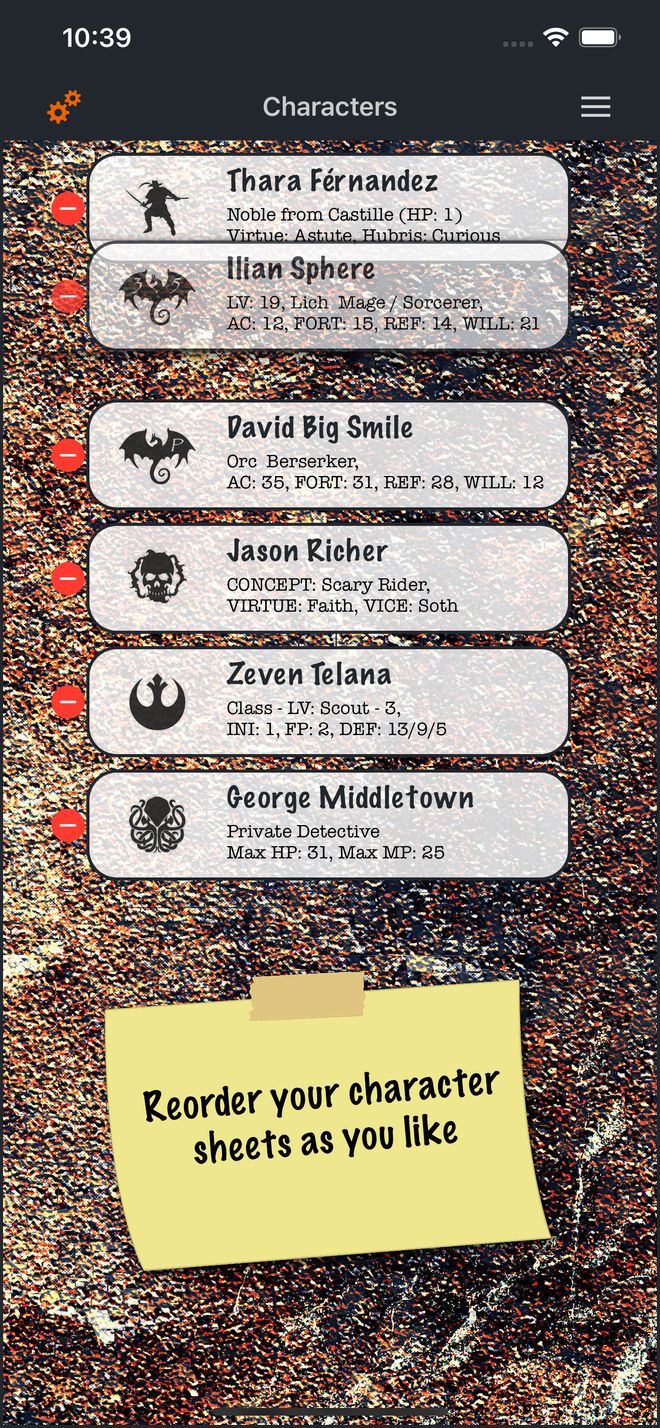 10:39
Characters
Thara Férnandez
Noble from Castille (HP: 1)
Virtue: Astute, Hubris: Curious
Ilian Sphere
LV: 19, Lich  Mage / Sorcerer,
AC: 12, FORT: 15, REF: 14, WILL: 21
David Big Smile
Orc  Berserker,
AC: 35, FORT: 31, REF: 28, WILL: 12
Jason Richer
CONCEPT: Scary Rider,
VIRTUE: Faith, VICE: Soth
Zeven Telana
Class - LV: Scout - 3,
INI: 1, FP: 2, DEF: 13/9/5
George Middletown
Private Detective
Max HP: 31, Max MP: 25
Reorder your character
sheets as you like